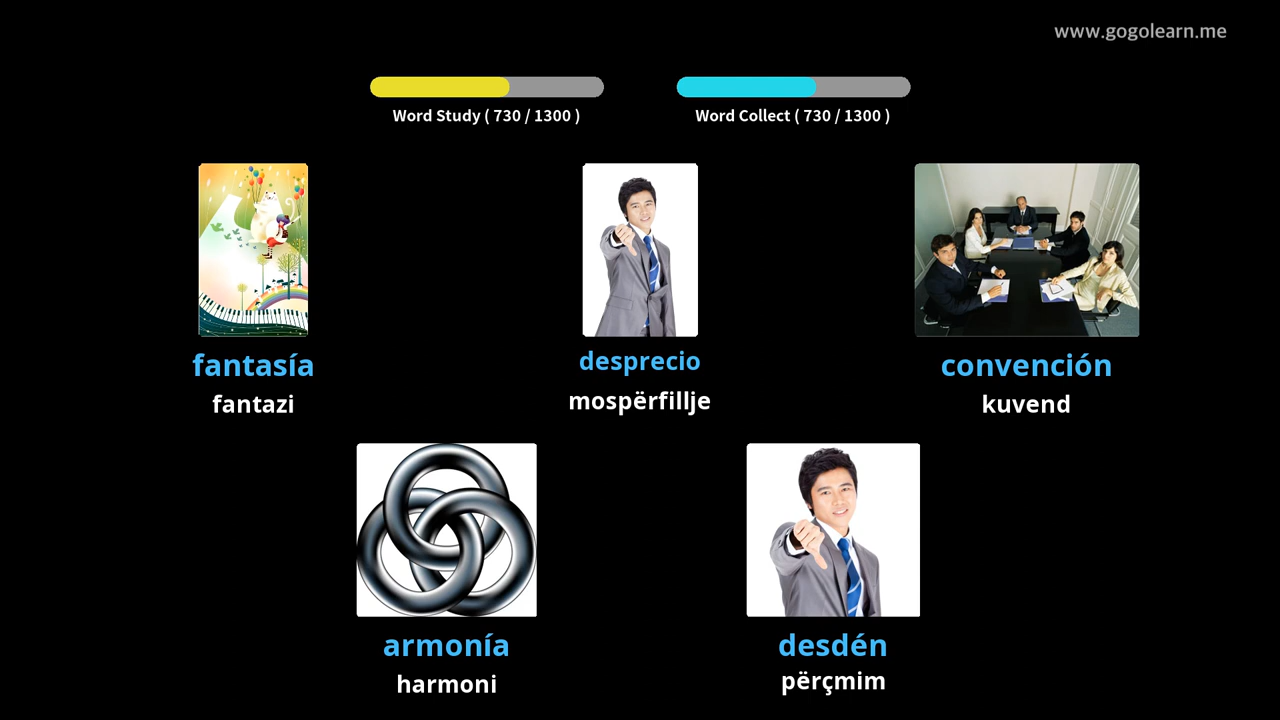 www.gogolearn.me
Word Study ( 730 / 1300 )
Word Collect ( 730 / 1300 )
fantasía
fantazi
desprecio
mospërfillje
convención
kuvend
armonía
harmoni
desdén
përçmim